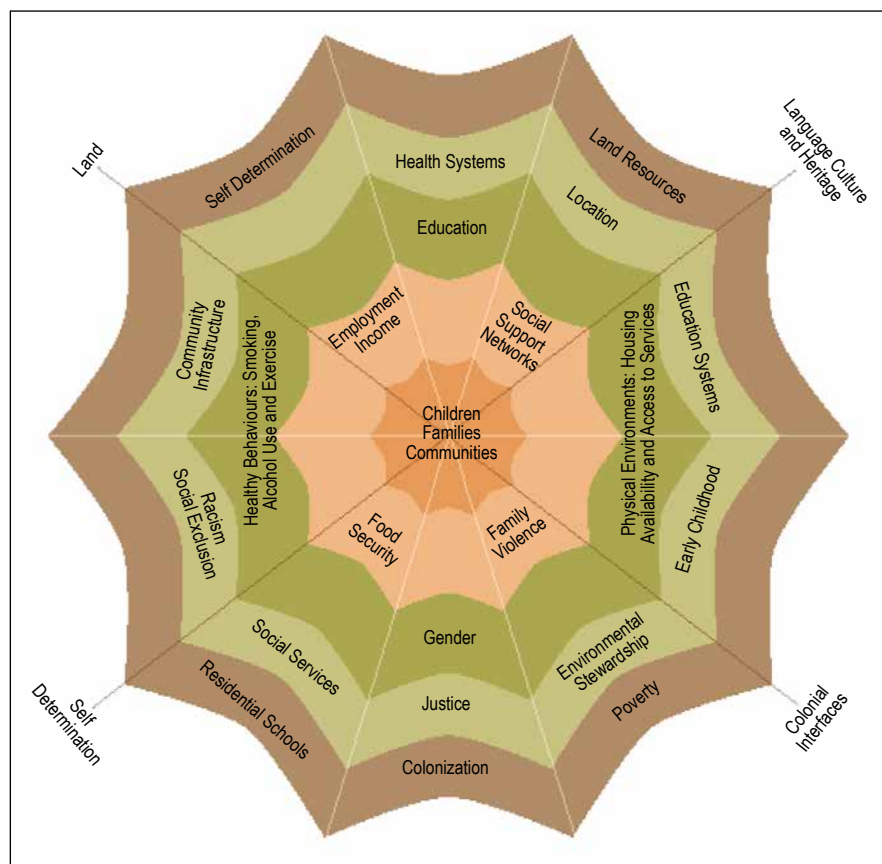 Land
Self Determination
Health Systems
Education
Land Resources
Location
Language Culture
and Heritage
Employment
Income
Social
Support
Networks
Community
Infrastructure
Healthy Behaviours: Smoking,
Alcohol Use and Exercise
Children
Families
Communities
Physical Environments: Housing
Availability and Access to Services
Education Systems
Racism
Social Exclusion
Food
Security
Family
Violence
Early Childhood
Social Services
Gender
Environmental
Stewardship
Residential Schools
Justice
Poverty
Colonization
Self
Determination
Colonial
Interfaces